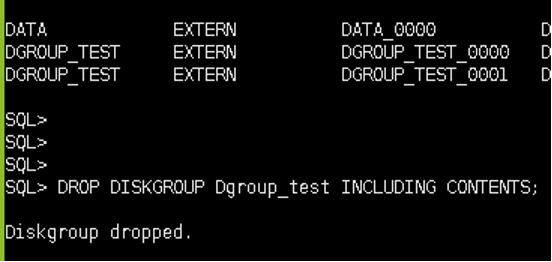 DATA EXTERN DATA_0000 D
DGROUP_TEST EXTERN DGROUP_TEST_0000 D
DGROUP_TEST EXTERN DGROUP_TEST_0001 D
SQL>
SQL>
SQL>
SQL> DROP DISKGROUP Dgroup_test INCLUDING CONTENTS;
Diskgroup dropped.